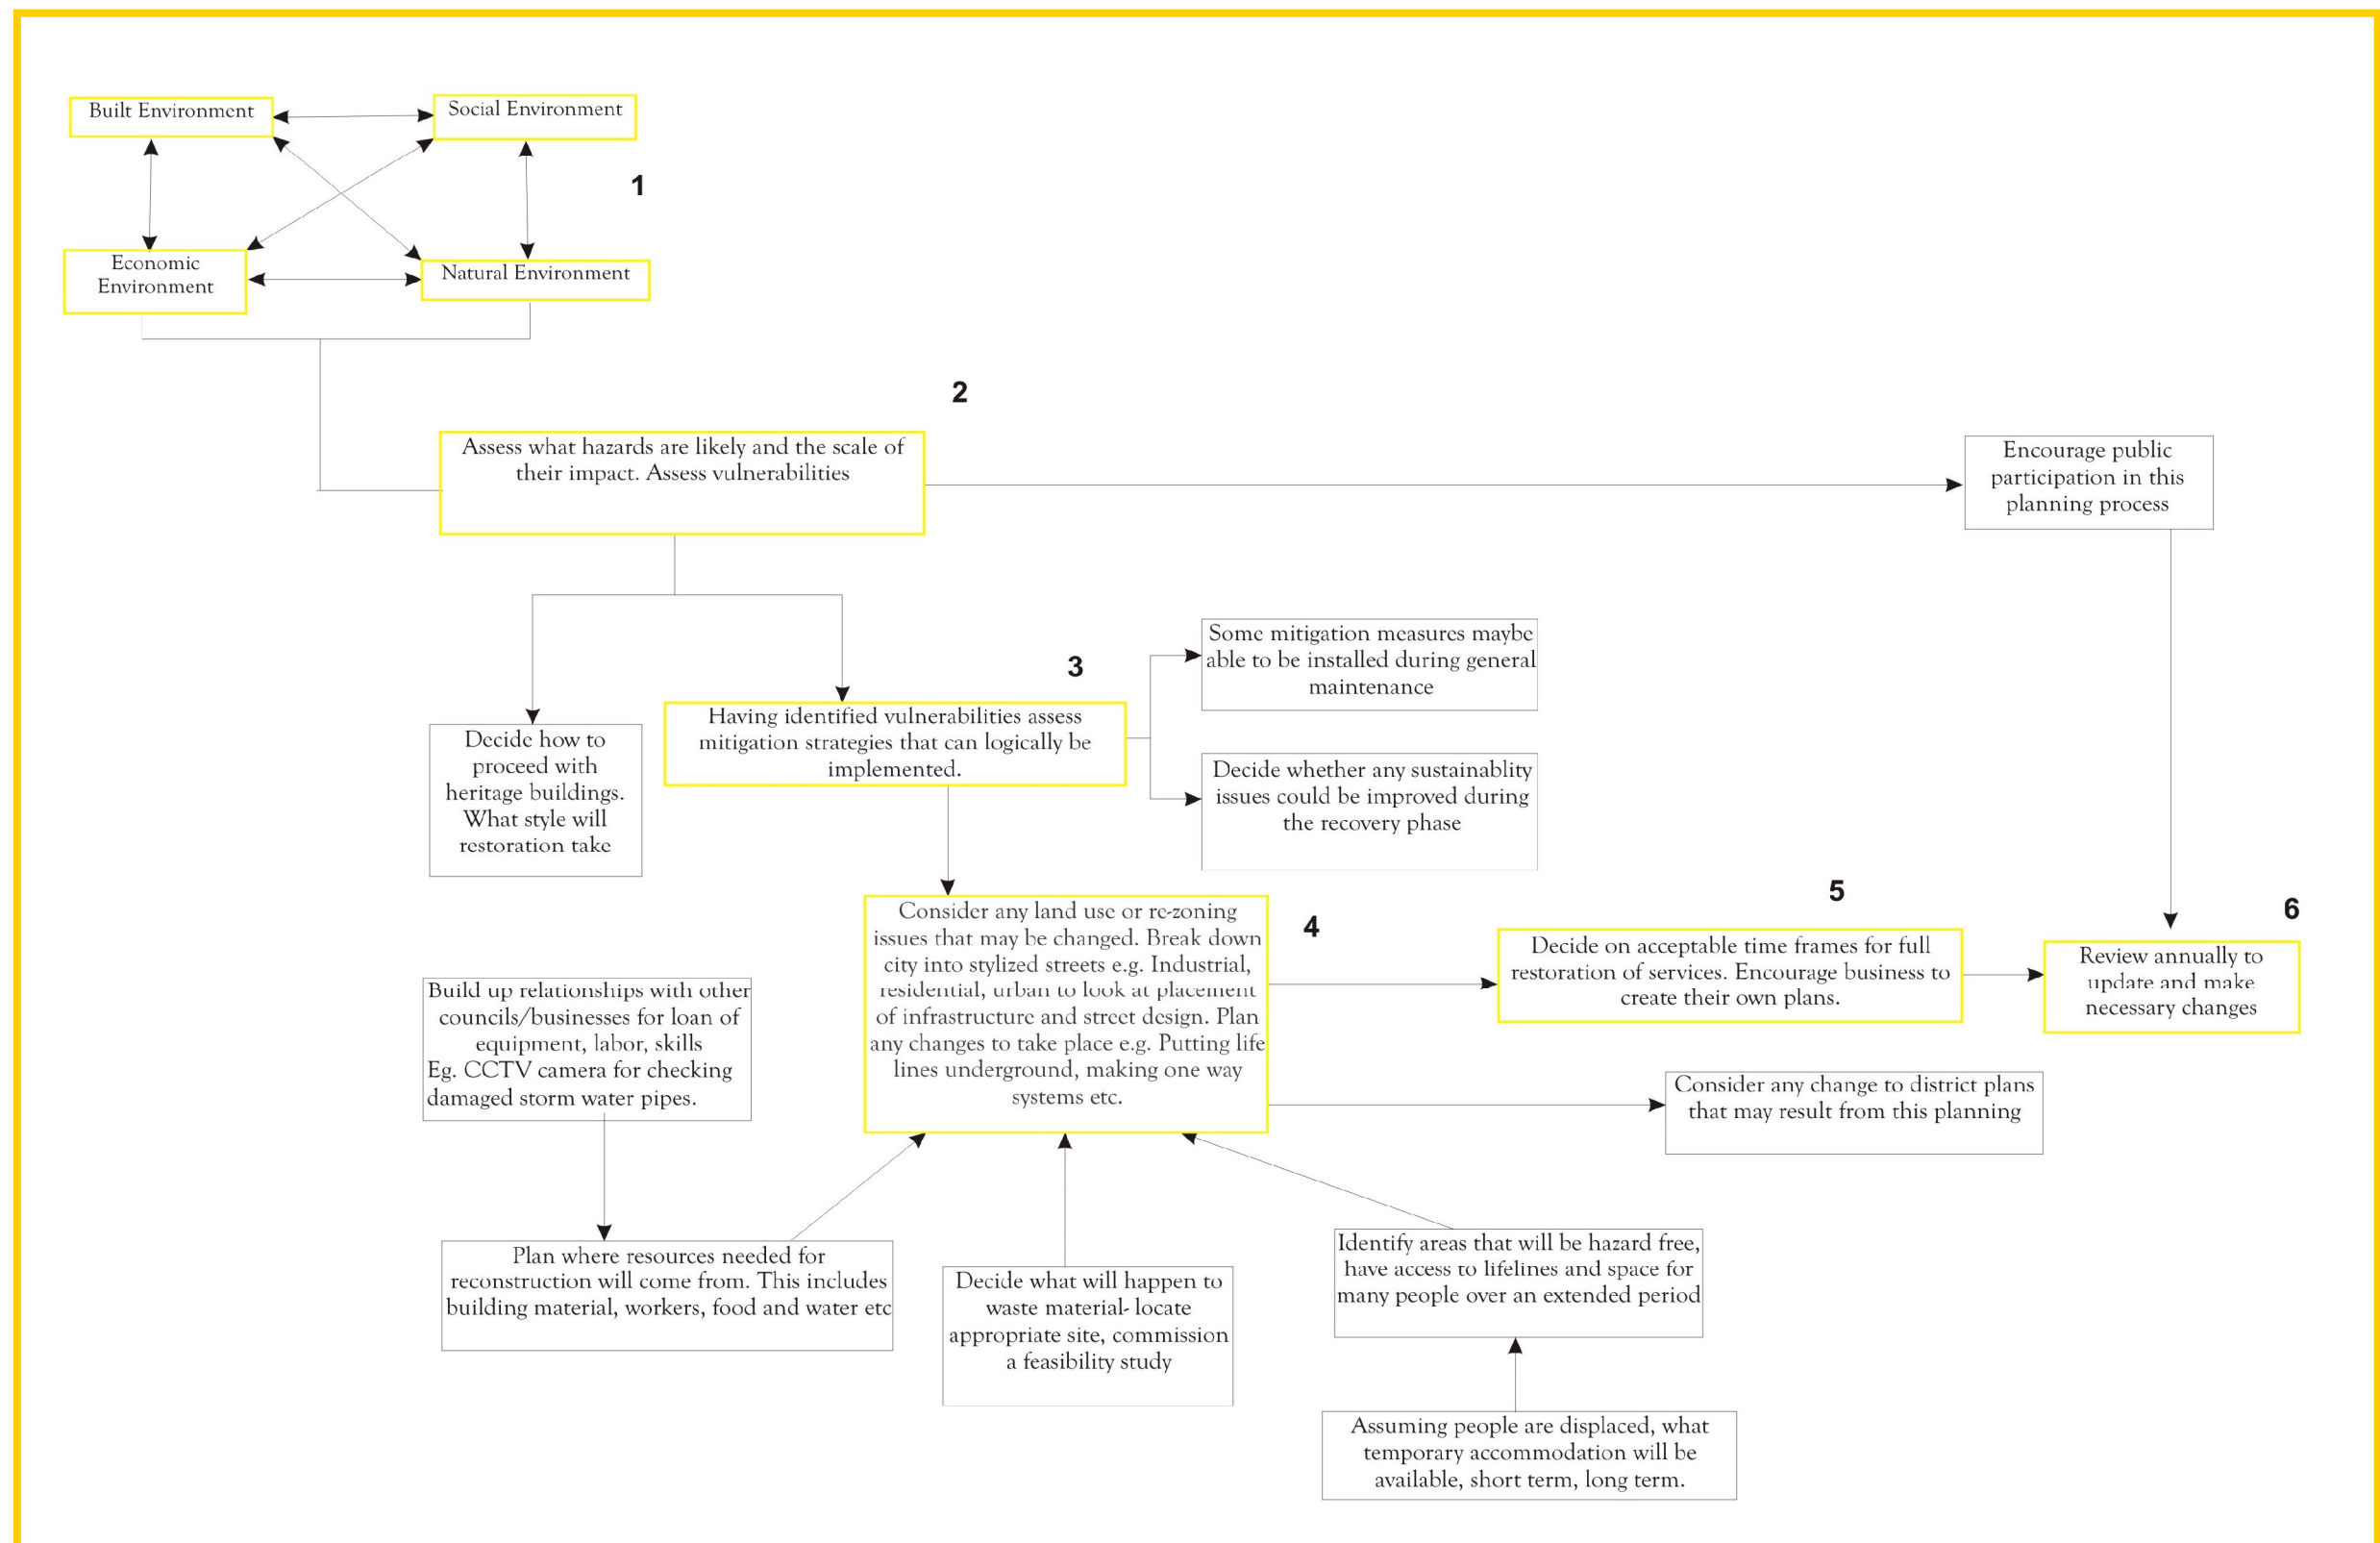 Built Environment
Social Environment
1
Economic
Environment
Natural Environment
2
Assess what hazards are likely and the scale of
their impact. Assess vulnerabilities
Encourage public
participation in this
planning process
Some mitigation measures maybe
able to be installed during general
maintenance
3
Having identified vulnerabilities assess
mitigation strategies that can logically be
implemented.
Decide how to
proceed with
heritage buildings.
What style will
restoration take
Decide whether any sustainablity
issues could be improved during
the recovery phase
4
Consider any land use or re-zoning
issues that may be changed. Break down
city into stylized streets e.g. Industrial,
residential, urban to look at placement
of infrastructure and street design. Plan
any changes to take place e.g. Putting life
lines underground, making one way
systems etc.
5
Decide on acceptable time frames for full
restoration of services. Encourage business to
create their own plans.
6
Review annually to
update and make
necessary changes
Build up relationships with other
councils/businesses for loan of
equipment, labor, skills
Eg. CCTV camera for checking
damaged storm water pipes.
Consider any change to district plans
that may result from this planning
Plan where resources needed for
reconstruction will come from. This includes
building material, workers, food and water etc
Decide what will happen to
waste material- locate
appropriate site, commission
a feasibility study
Identify areas that will be hazard free,
have access to lifelines and space for
many people over an extended period
Assuming people are displaced, what
temporary accommodation will be
available, short term, long term.